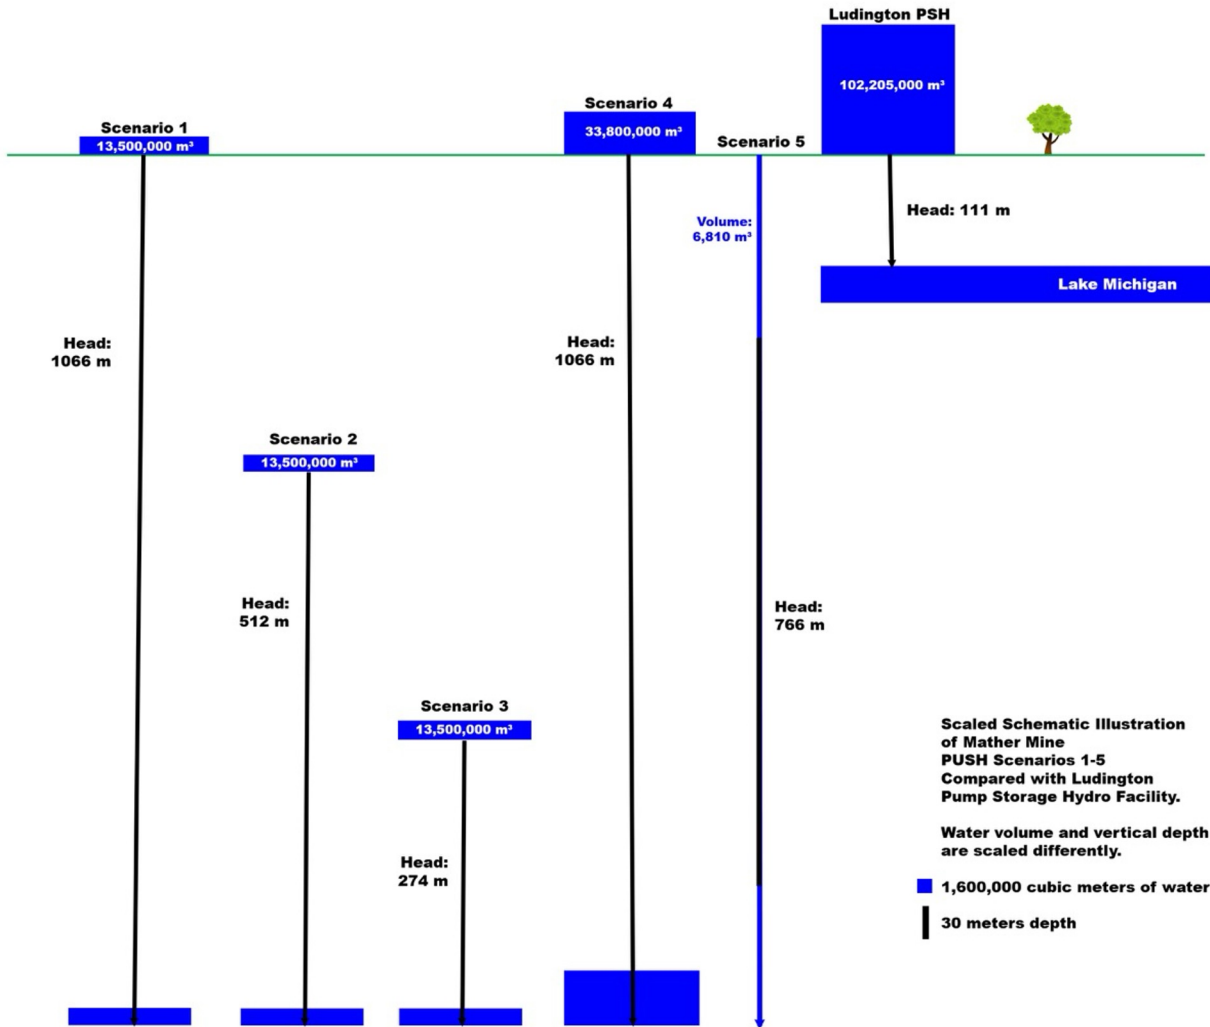 Ludington PSH
102,205,000 m³
Scenario 4
33,800,000 m³
Scenario 1
13,500,000 m³
Scenario 5
Volume:
6,810 m³
Head: 111 m
Lake Michigan
Head:
1066 m
Head:
1066 m
Scenario 2
13,500,000 m³
Head:
512 m
Head:
766 m
Scenario 3
13,500,000 m³
Head:
274 m
Scaled Schematic Illustration
of Mather Mine
PUSH Scenarios 1-5
Compared with Ludington
Pump Storage Hydro Facility.
Water volume and vertical depth
are scaled differently.
1,600,000 cubic meters of water
30 meters depth